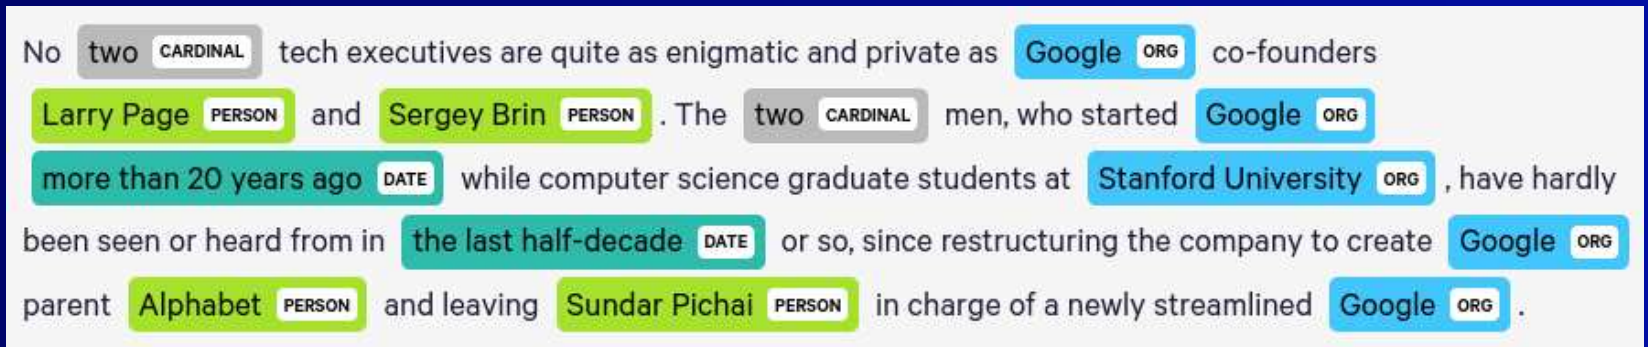 No two CARDINAL tech executives are quite as enigmatic and private as Google ORG co-founders
Larry Page PERSON and Sergey Brin PERSON . The two CARDINAL men, who started Google ORG
more than 20 years ago DATE while computer science graduate students at Stanford University ORG , have hardly
been seen or heard from in the last half-decade DATE or so, since restructuring the company to create Google ORG
parent Alphabet PERSON and leaving Sundar Pichai PERSON in charge of a newly streamlined Google ORG .